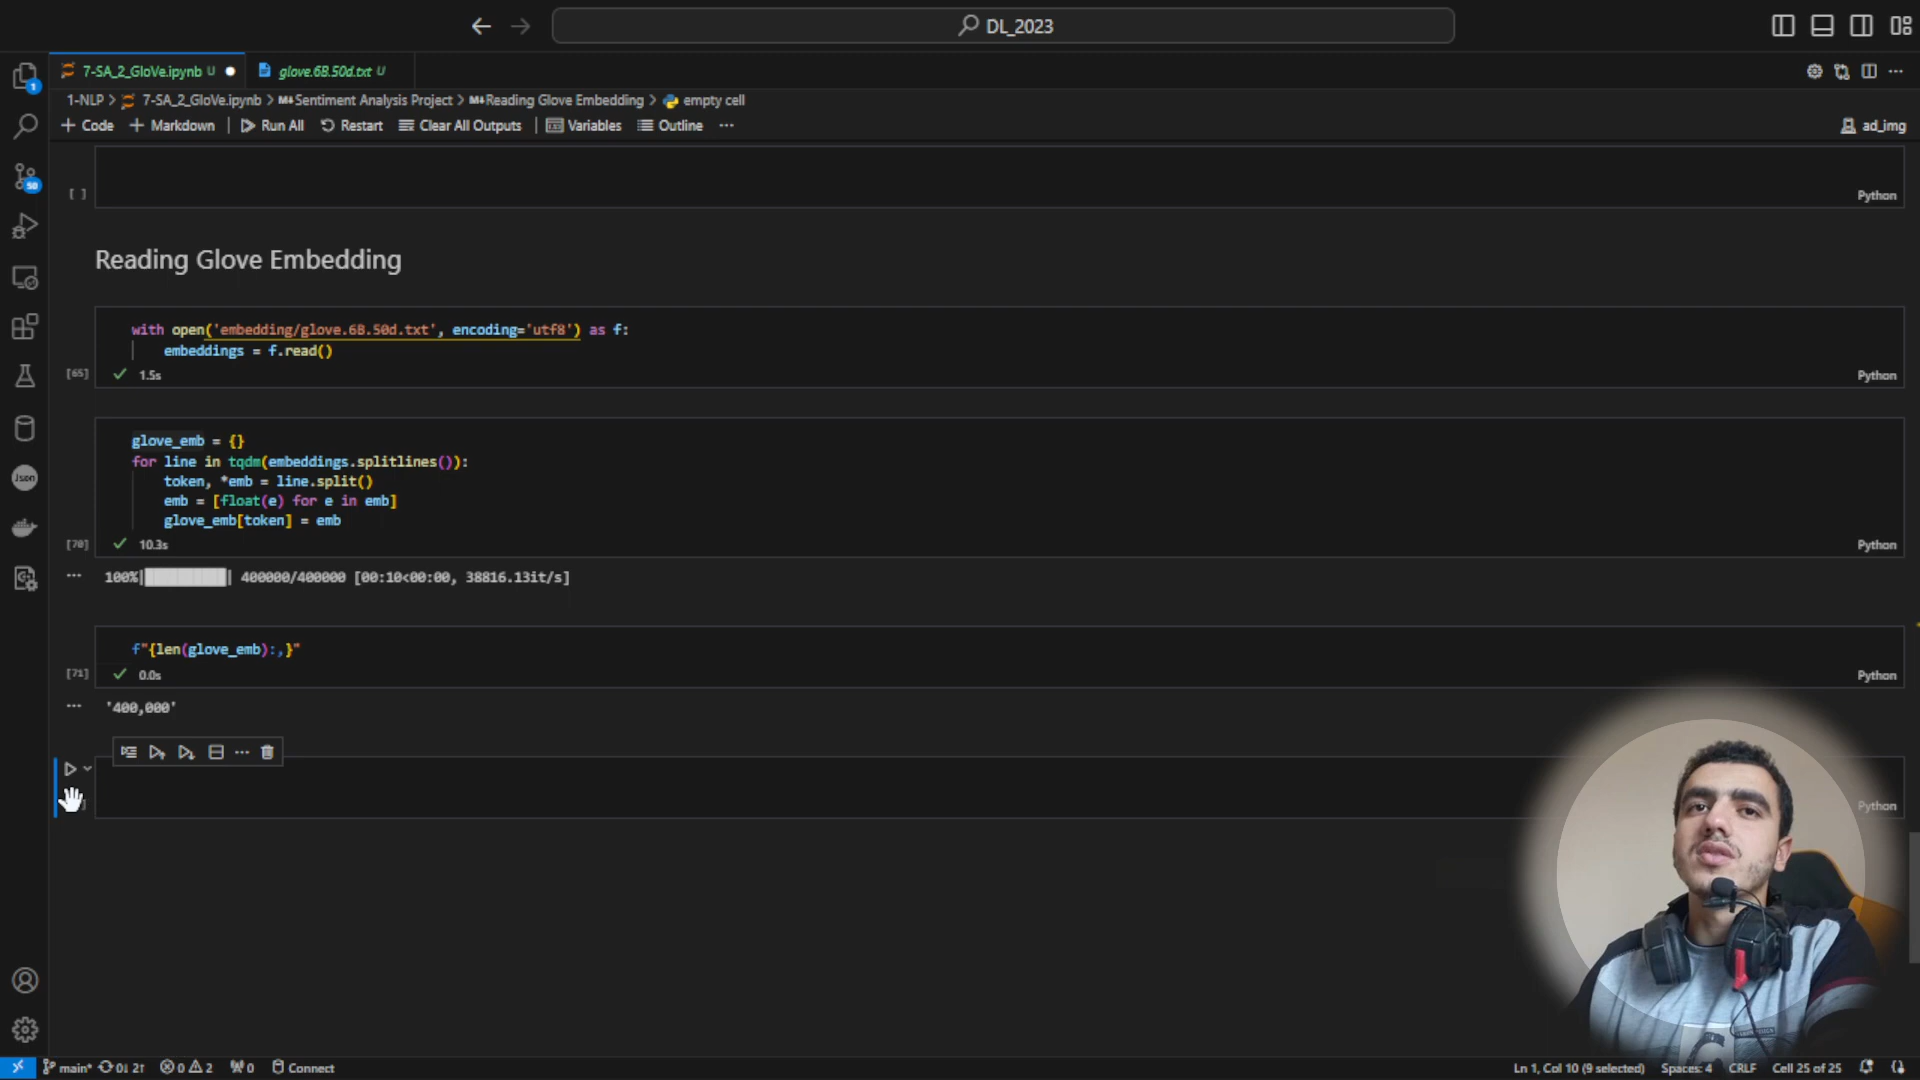 DL_2023
7-SA_2_GloVe.ipynb U
glove.6B.50d.txt U
1-NLP > 7-SA_2_GloVe.ipynb > M↓Sentiment Analysis Project > M↓Reading Glove Embedding > empty cell
+ Code + Markdown Run All Restart Clear All Outputs Variables Outline ... ad_img
[ ] Python
Reading Glove Embedding
with open('embedding/glove.6B.50d.txt', encoding='utf8') as f:
embeddings = f.read()
[65] 1.5s Python
glove_emb = {}
for line in tqdm(embeddings.splitlines()):
token, *emb = line.split()
emb = [float(e) for e in emb]
glove_emb[token] = emb
[70] 10.3s Python
100%|██████████| 400000/400000 [00:10<00:00, 38816.13it/s]
f"{len(glove_emb):,}"
[71] 0.0s Python
'400,000'
Python
main* 0↓ 2↑ 0 2 0 Connect
Ln 1, Col 10 (9 selected) Spaces: 4 CRLF Cell 25 of 25
1
50
Json